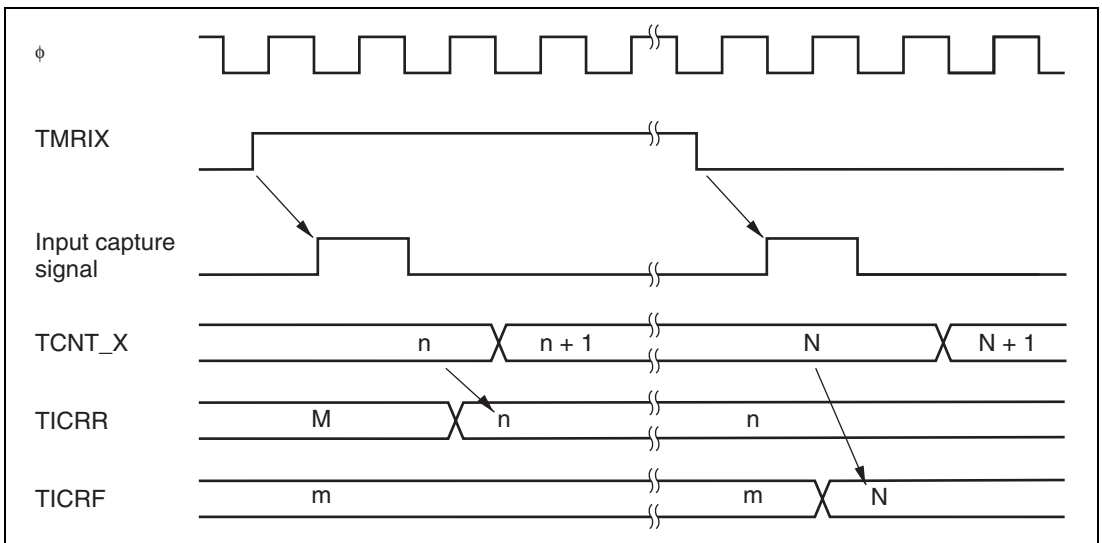 ϕ
TMRIX
Input capture
signal
TCNT_X n n + 1 N N + 1
TICRR M n n
TICRF m m N